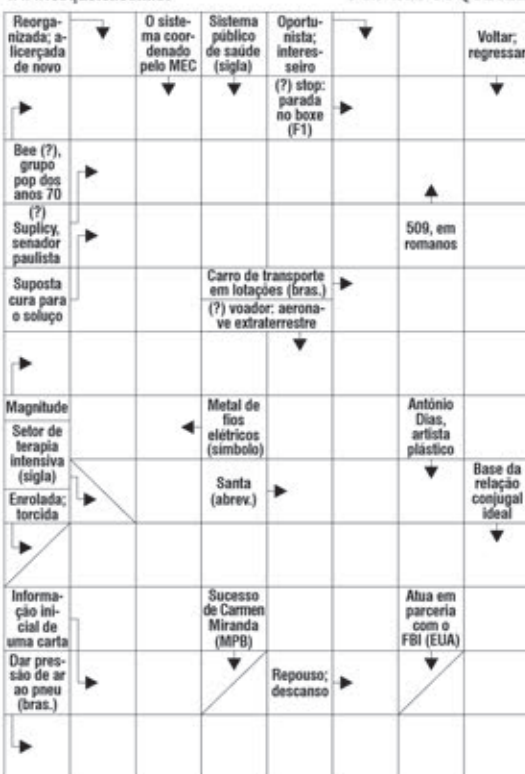 Reorga-
nizada; a-
licerçada
de novo
O siste-
ma coor-
denado
pelo MEC
Sistema
público
de saúde
(sigla)
Oportu-
nista;
interes-
seiro
Voltar;
regressar
(?) stop:
parada
no boxe
(F1)
Bee (?),
grupo
pop dos
anos 70
(?)
Suplicy,
senador
paulista
509, em
romanos
Suposta
cura para
o soluço
Carro de transporte
em lotações (bras.)
(?) voador: aerona-
ve extraterrestre
Magnitude
Setor de
terapia
intensiva
(sigla)
Enrolada;
torcida
Metal de
fios
elétricos
(símbolo)
Antônio
Dias,
artista
plástico
Santa
(abrev.)
Base da
relação
conjugal
ideal
Informa-
ção ini-
cial de
uma carta
Sucesso
de Carmen
Miranda
(MPB)
Atua em
parceria
com o
FBI (EUA)
Dar pres-
são de ar
ao pneu
(bras.)
Repouso;
descanso